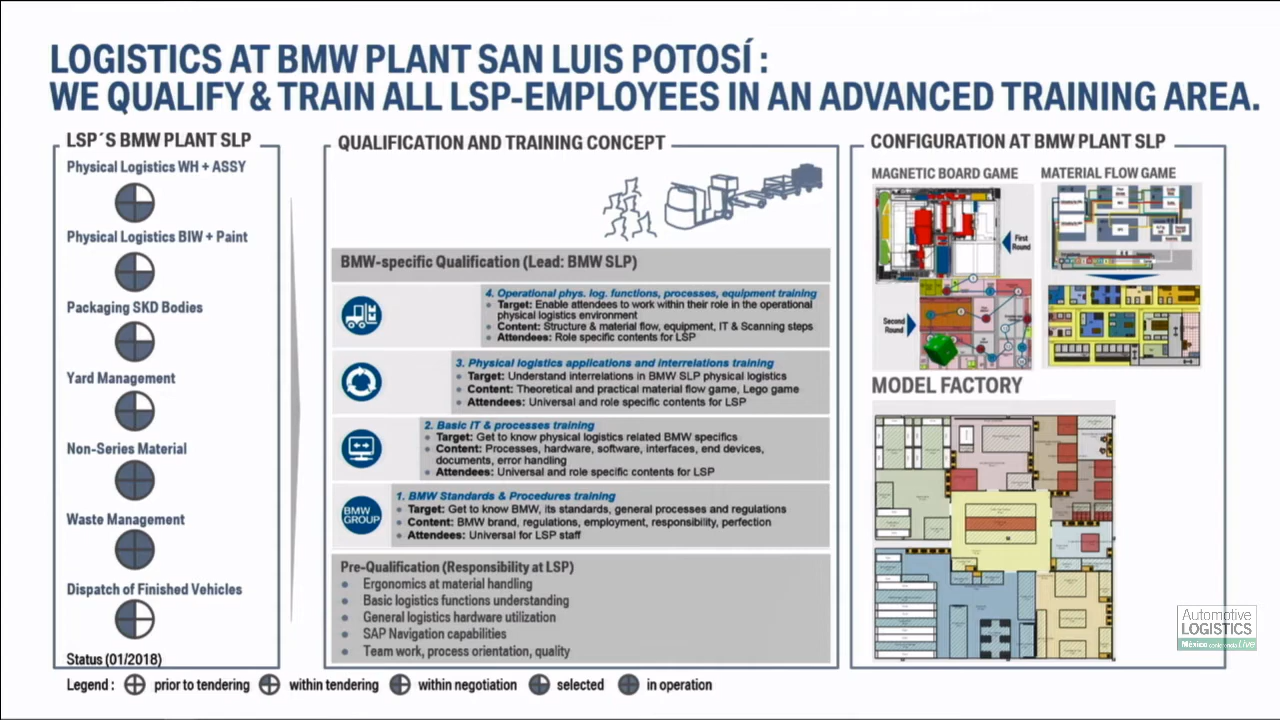 LOGISTICS AT BMW PLANT SAN LUIS POTOSÍ :
WE QUALIFY & TRAIN ALL LSP-EMPLOYEES IN AN ADVANCED TRAINING AREA.
LSP´S BMW PLANT SLP
Physical Logistics WH + ASSY
Physical Logistics BIW + Paint
Packaging SKD Bodies
Yard Management
Non-Series Material
Waste Management
Dispatch of Finished Vehicles
Status (01/2018)
QUALIFICATION AND TRAINING CONCEPT
BMW-specific Qualification (Lead: BMW SLP)
4. Operational phys. log. functions, processes, equipment training
• Target: Enable attendees to work within their role in the operational
physical logistics environment
• Content: Structure & material flow, equipment, IT & Scanning steps
• Attendees: Role specific contents for LSP
3. Physical logistics applications and interrelations training
• Target: Understand interrelations in BMW SLP physical logistics
• Content: Theoretical and practical material flow game, Lego game
• Attendees: Universal and role specific contents for LSP
2. Basic IT & processes training
• Target: Get to know physical logistics related BMW specifics
• Content: Processes, hardware, software, interfaces, end devices,
documents, error handling
• Attendees: Universal and role specific contents for LSP
BMW
GROUP
1. BMW Standards & Procedures training
• Target: Get to know BMW, its standards, general processes and regulations
• Content: BMW brand, regulations, employment, responsibility, perfection
• Attendees: Universal for LSP staff
Pre-Qualification (Responsibility at LSP)
• Ergonomics at material handling
• Basic logistics functions understanding
• General logistics hardware utilization
• SAP Navigation capabilities
• Team work, process orientation, quality
CONFIGURATION AT BMW PLANT SLP
MAGNETIC BOARD GAME
MATERIAL FLOW GAME
First
Round
Second
Round
MODEL FACTORY
Automotive
LOGISTICS
México conferencia Live
Legend : prior to tendering within tendering within negotiation selected in operation